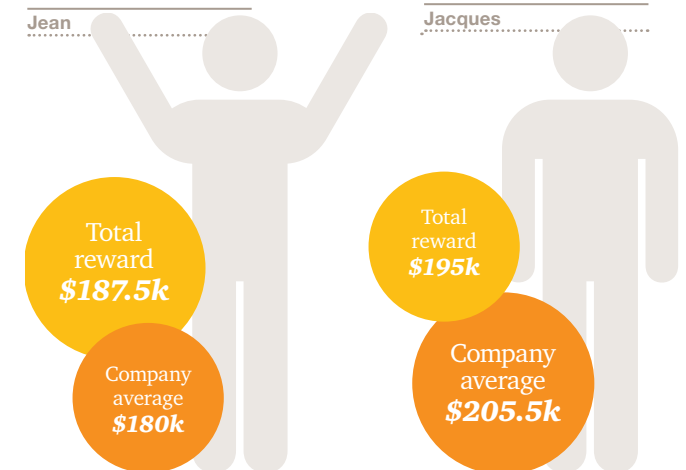 Jean
Total
reward
$187.5k
Company
average
$180k
Jacques
Total
reward
$195k
Company
average
$205.5k